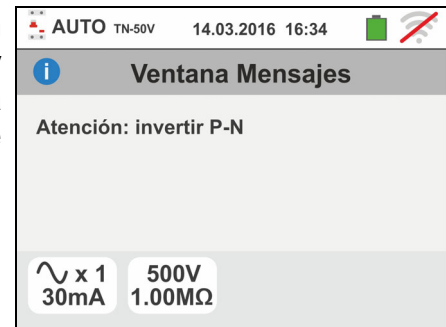 AUTO TN-50V 14.03.2016 16:34
Ventana Mensajes
Atención: invertir P-N
x 1 500V
30mA 1.00MΩ